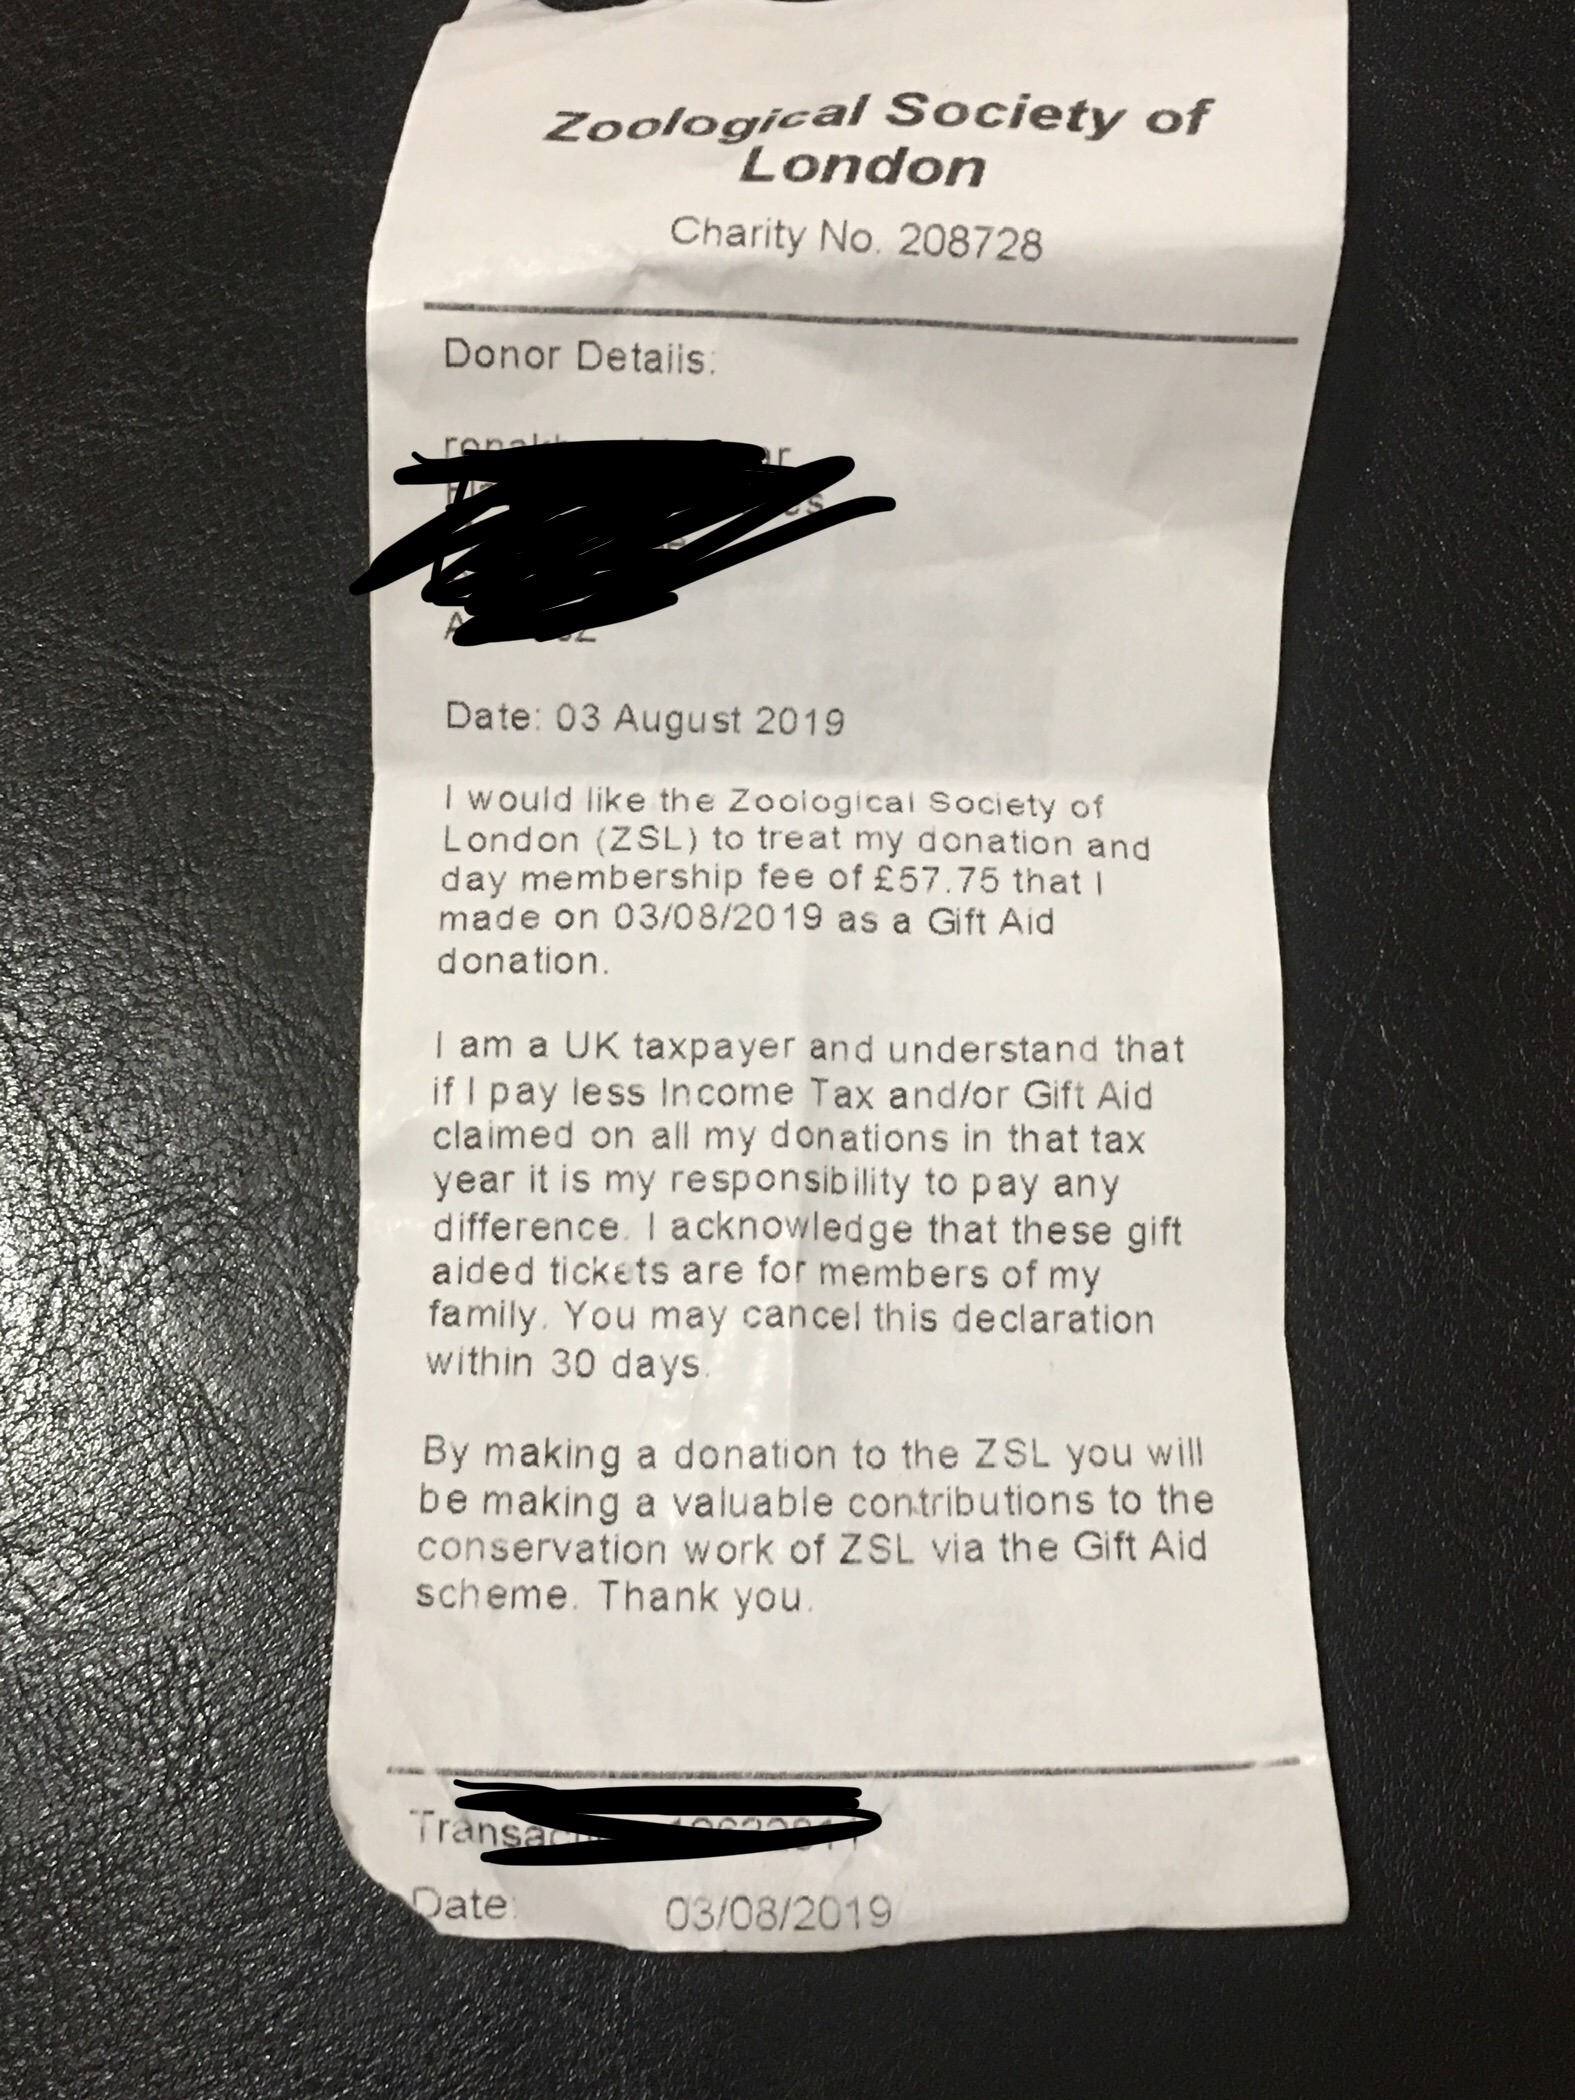 Zoological Society of
London
Charity No. 208728
Donor Details:
Date: 03 August 2019
I would like the Zoological Society of
London (ZSL) to treat my donation and
day membership fee of £57.75 that I
made on 03/08/2019 as a Gift Aid
donation.
I am a UK taxpayer and understand that
if I pay less Income Tax and/or Gift Aid
claimed on all my donations in that tax
year it is my responsibility to pay any
difference. I acknowledge that these gift
aided tickets are for members of my
family. You may cancel this declaration
within 30 days.
By making a donation to the ZSL you will
be making a valuable contributions to the
conservation work of ZSL via the Gift Aid
scheme. Thank you.
Date: 03/08/2019